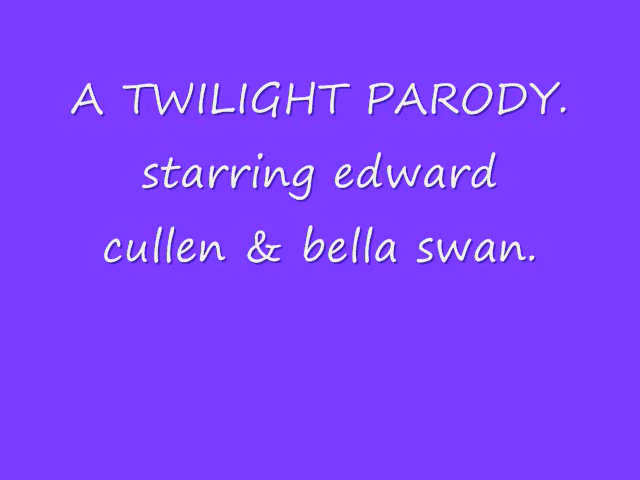 A TWILIGHT PARODY.
starring edward
cullen & bella swan.